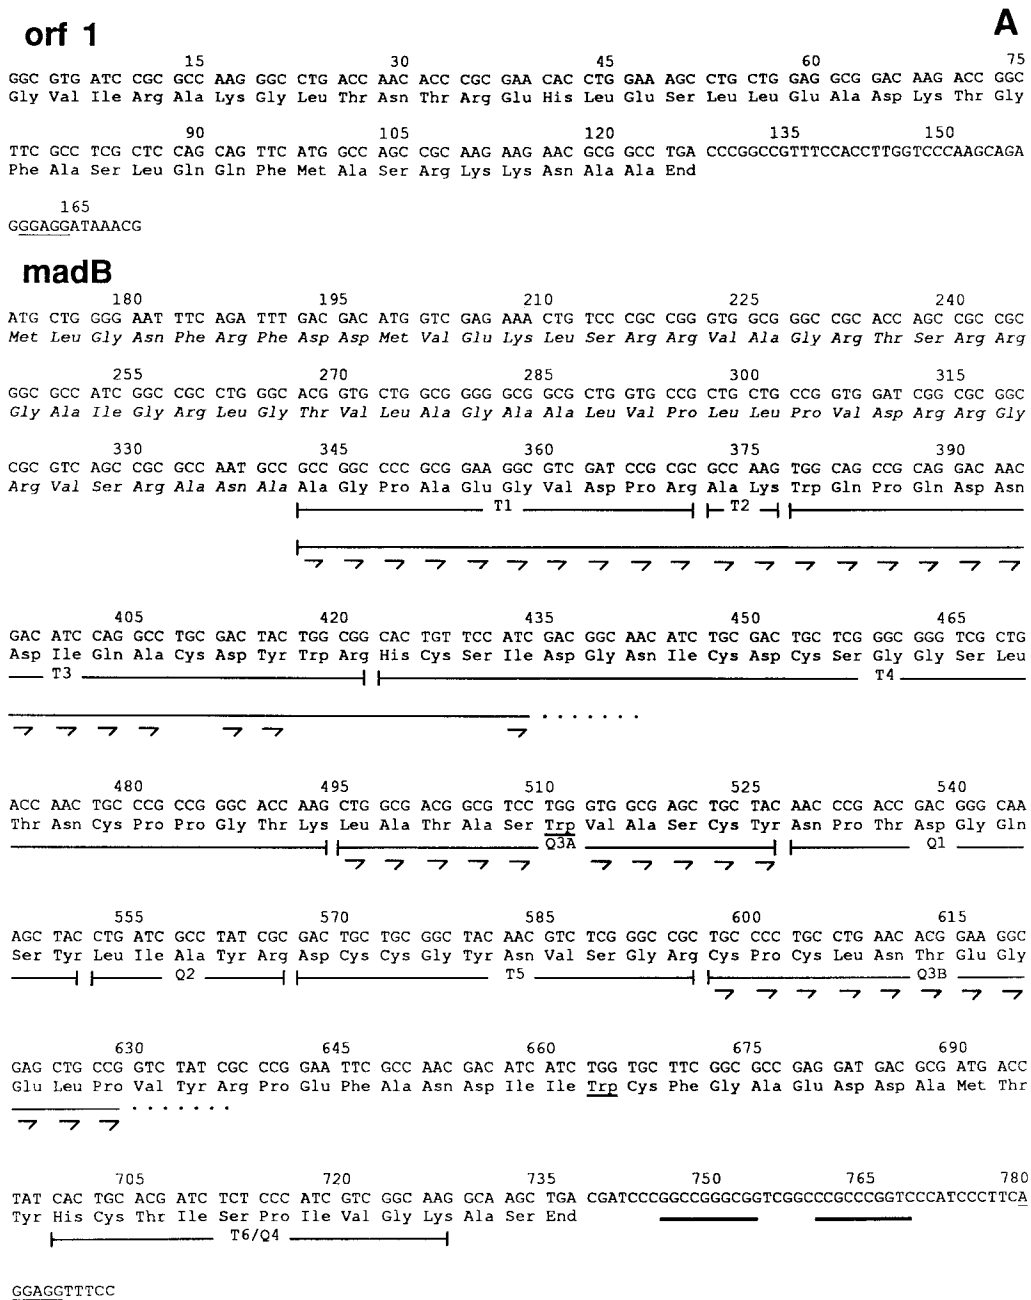 orf 1
A
15 30 45 60 75
GGC GTG ATC CGC GCC AAG GGC CTG ACC AAC ACC CGC GAA CAC CTG GAA AGC CTG CTG GAG GCG GAC AAG ACC GGC
Gly Val Ile Arg Ala Lys Gly Leu Thr Asn Thr Arg Glu His Leu Glu Ser Leu Leu Glu Ala Asp Lys Thr Gly
90 105 120 135 150
TTC GCC TCG CTC CAG CAG TTC ATG GCC AGC CGC AAG AAG AAC GCG GCC TGA CCCGGCCGTTTCCACCTTGGTCCCAAGCAGA
Phe Ala Ser Leu Gln Gln Phe Met Ala Ser Arg Lys Lys Asn Ala Ala End
165
GGGAGGATAAACG
madB
180 195 210 225 240
ATG CTG GGG AAT TTC AGA TTT GAC GAC ATG GTC GAG AAA CTG TCC CGC CGG GTG GCG GGC CGC ACC AGC CGC CGC
Met Leu Gly Asn Phe Arg Phe Asp Asp Met Val Glu Lys Leu Ser Arg Arg Val Ala Gly Arg Thr Ser Arg Arg
255 270 285 300 315
GGC GCC ATC GGC CGC CTG GGC ACG GTG CTG GCG GGG GCG GCG CTG GTG CCG CTG CTG CCG GTG GAT CGG CGC GGC
Gly Ala Ile Gly Arg Leu Gly Thr Val Leu Ala Gly Ala Ala Leu Val Pro Leu Leu Pro Val Asp Arg Arg Gly
330 345 360 375 390
CGC GTC AGC CGC GCC AAT GCC GCC GGC CCC GCG GAA GGC GTC GAT CCG CGC GCC AAG TGG CAG CCG CAG GAC AAC
Arg Val Ser Arg Ala Asn Ala Ala Gly Pro Ala Glu Gly Val Asp Pro Arg Ala Lys Trp Gln Pro Gln Asp Asn
T1 T2
405 420 435 450 465
GAC ATC CAG GCC TGC GAC TAC TGG CGG CAC TGT TCC ATC GAC GGC AAC ATC TGC GAC TGC TCG GGC GGG TCG CTG
Asp Ile Gln Ala Cys Asp Tyr Trp Arg His Cys Ser Ile Asp Gly Asn Ile Cys Asp Cys Ser Gly Gly Ser Leu
T3 T4
480 495 510 525 540
ACC AAC TGC CCG CCG GGC ACC AAG CTG GCG ACG GCG TCC TGG GTG GCG AGC TGC TAC AAC CCG ACC GAC GGG CAA
Thr Asn Cys Pro Pro Gly Thr Lys Leu Ala Thr Ala Ser Trp Val Ala Ser Cys Tyr Asn Pro Thr Asp Gly Gln
Q3A Q1
555 570 585 600 615
AGC TAC CTG ATC GCC TAT CGC GAC TGC TGC GGC TAC AAC GTC TCG GGC CGC TGC CCC TGC CTG AAC ACG GAA GGC
Ser Tyr Leu Ile Ala Tyr Arg Asp Cys Cys Gly Tyr Asn Val Ser Gly Arg Cys Pro Cys Leu Asn Thr Glu Gly
Q2 T5 Q3B
630 645 660 675 690
GAG CTG CCG GTC TAT CGC CCG GAA TTC GCC AAC GAC ATC ATC TGG TGC TTC GGC GCC GAG GAT GAC GCG ATG ACC
Glu Leu Pro Val Tyr Arg Pro Glu Phe Ala Asn Asp Ile Ile Trp Cys Phe Gly Ala Glu Asp Asp Ala Met Thr
705 720 735 750 765 780
TAT CAC TGC ACG ATC TCT CCC ATC GTC GGC AAG GCA AGC TGA CGATCCCGGCCGGGCGGTCGGCCCGCCCGGTCCCATCCCTTCA
Tyr His Cys Thr Ile Ser Pro Ile Val Gly Lys Ala Ser End
T6/Q4
GGAGGTTTCC